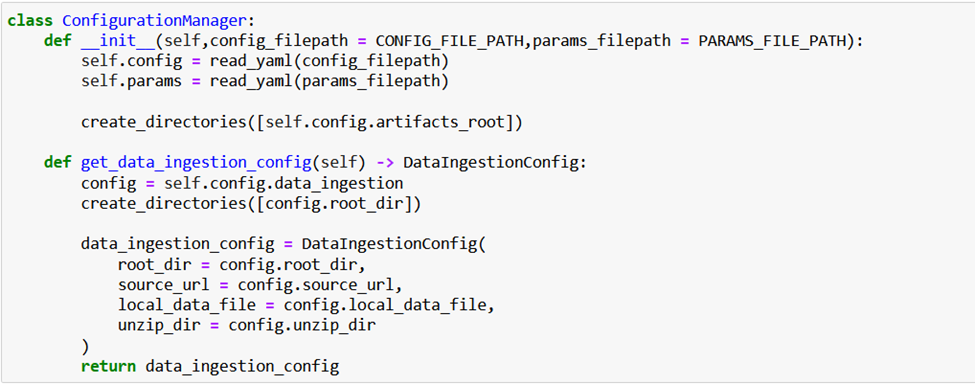 class ConfigurationManager:
    def __init__(self,config_filepath = CONFIG_FILE_PATH,params_filepath = PARAMS_FILE_PATH):
        self.config = read_yaml(config_filepath)
        self.params = read_yaml(params_filepath)

        create_directories([self.config.artifacts_root])

    def get_data_ingestion_config(self) -> DataIngestionConfig:
        config = self.config.data_ingestion
        create_directories([config.root_dir])

        data_ingestion_config = DataIngestionConfig(
            root_dir = config.root_dir,
            source_url = config.source_url,
            local_data_file = config.local_data_file,
            unzip_dir = config.unzip_dir
        )
        return data_ingestion_config